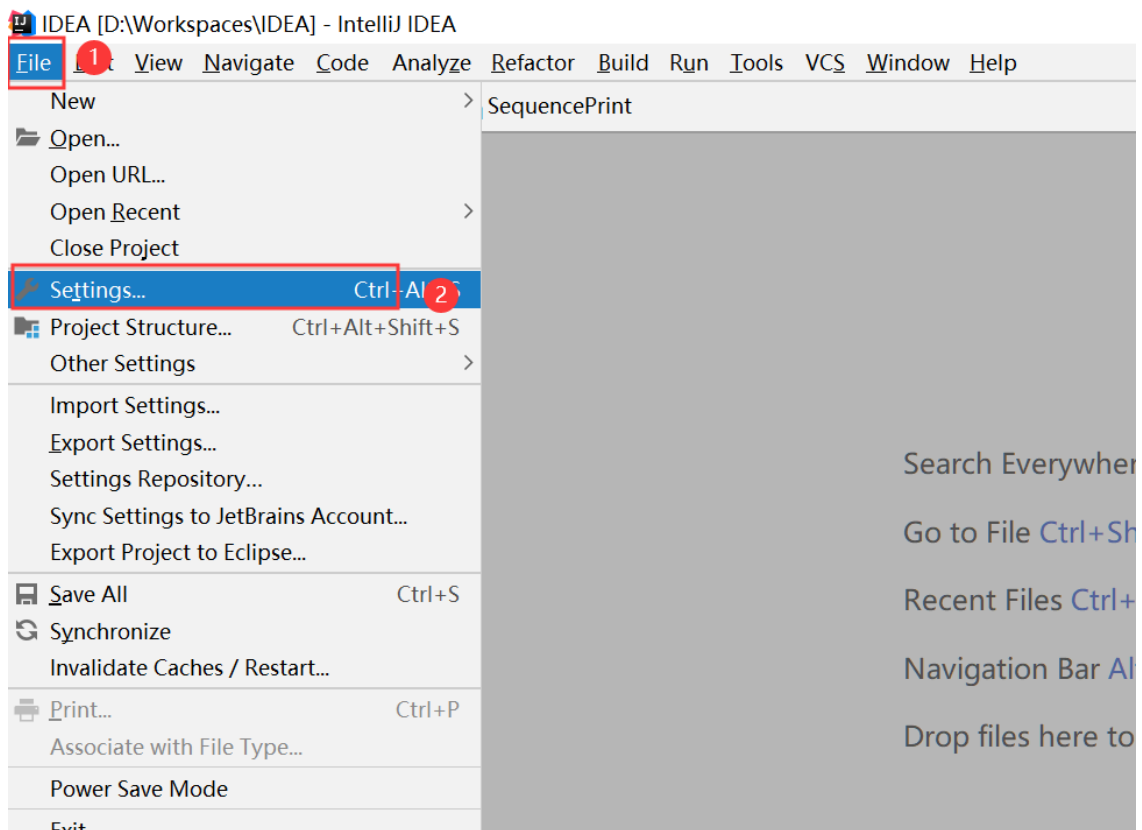 IDEA [D:\Workspaces\IDEA] - IntelliJ IDEA
File 1 View Navigate Code Analyze Refactor Build Run Tools VCS Window Help
New
SequencePrint
Open...
Open URL...
Open Recent
Close Project
Settings... Ctrl+Al 2 S
Project Structure... Ctrl+Alt+Shift+S
Other Settings
Import Settings...
Export Settings...
Settings Repository...
Sync Settings to JetBrains Account...
Export Project to Eclipse...
Save All Ctrl+S
Synchronize
Invalidate Caches / Restart...
Print... Ctrl+P
Associate with File Type...
Power Save Mode
Exit
Search Everywher
Go to File Ctrl+Sh
Recent Files Ctrl+
Navigation Bar Al
Drop files here to